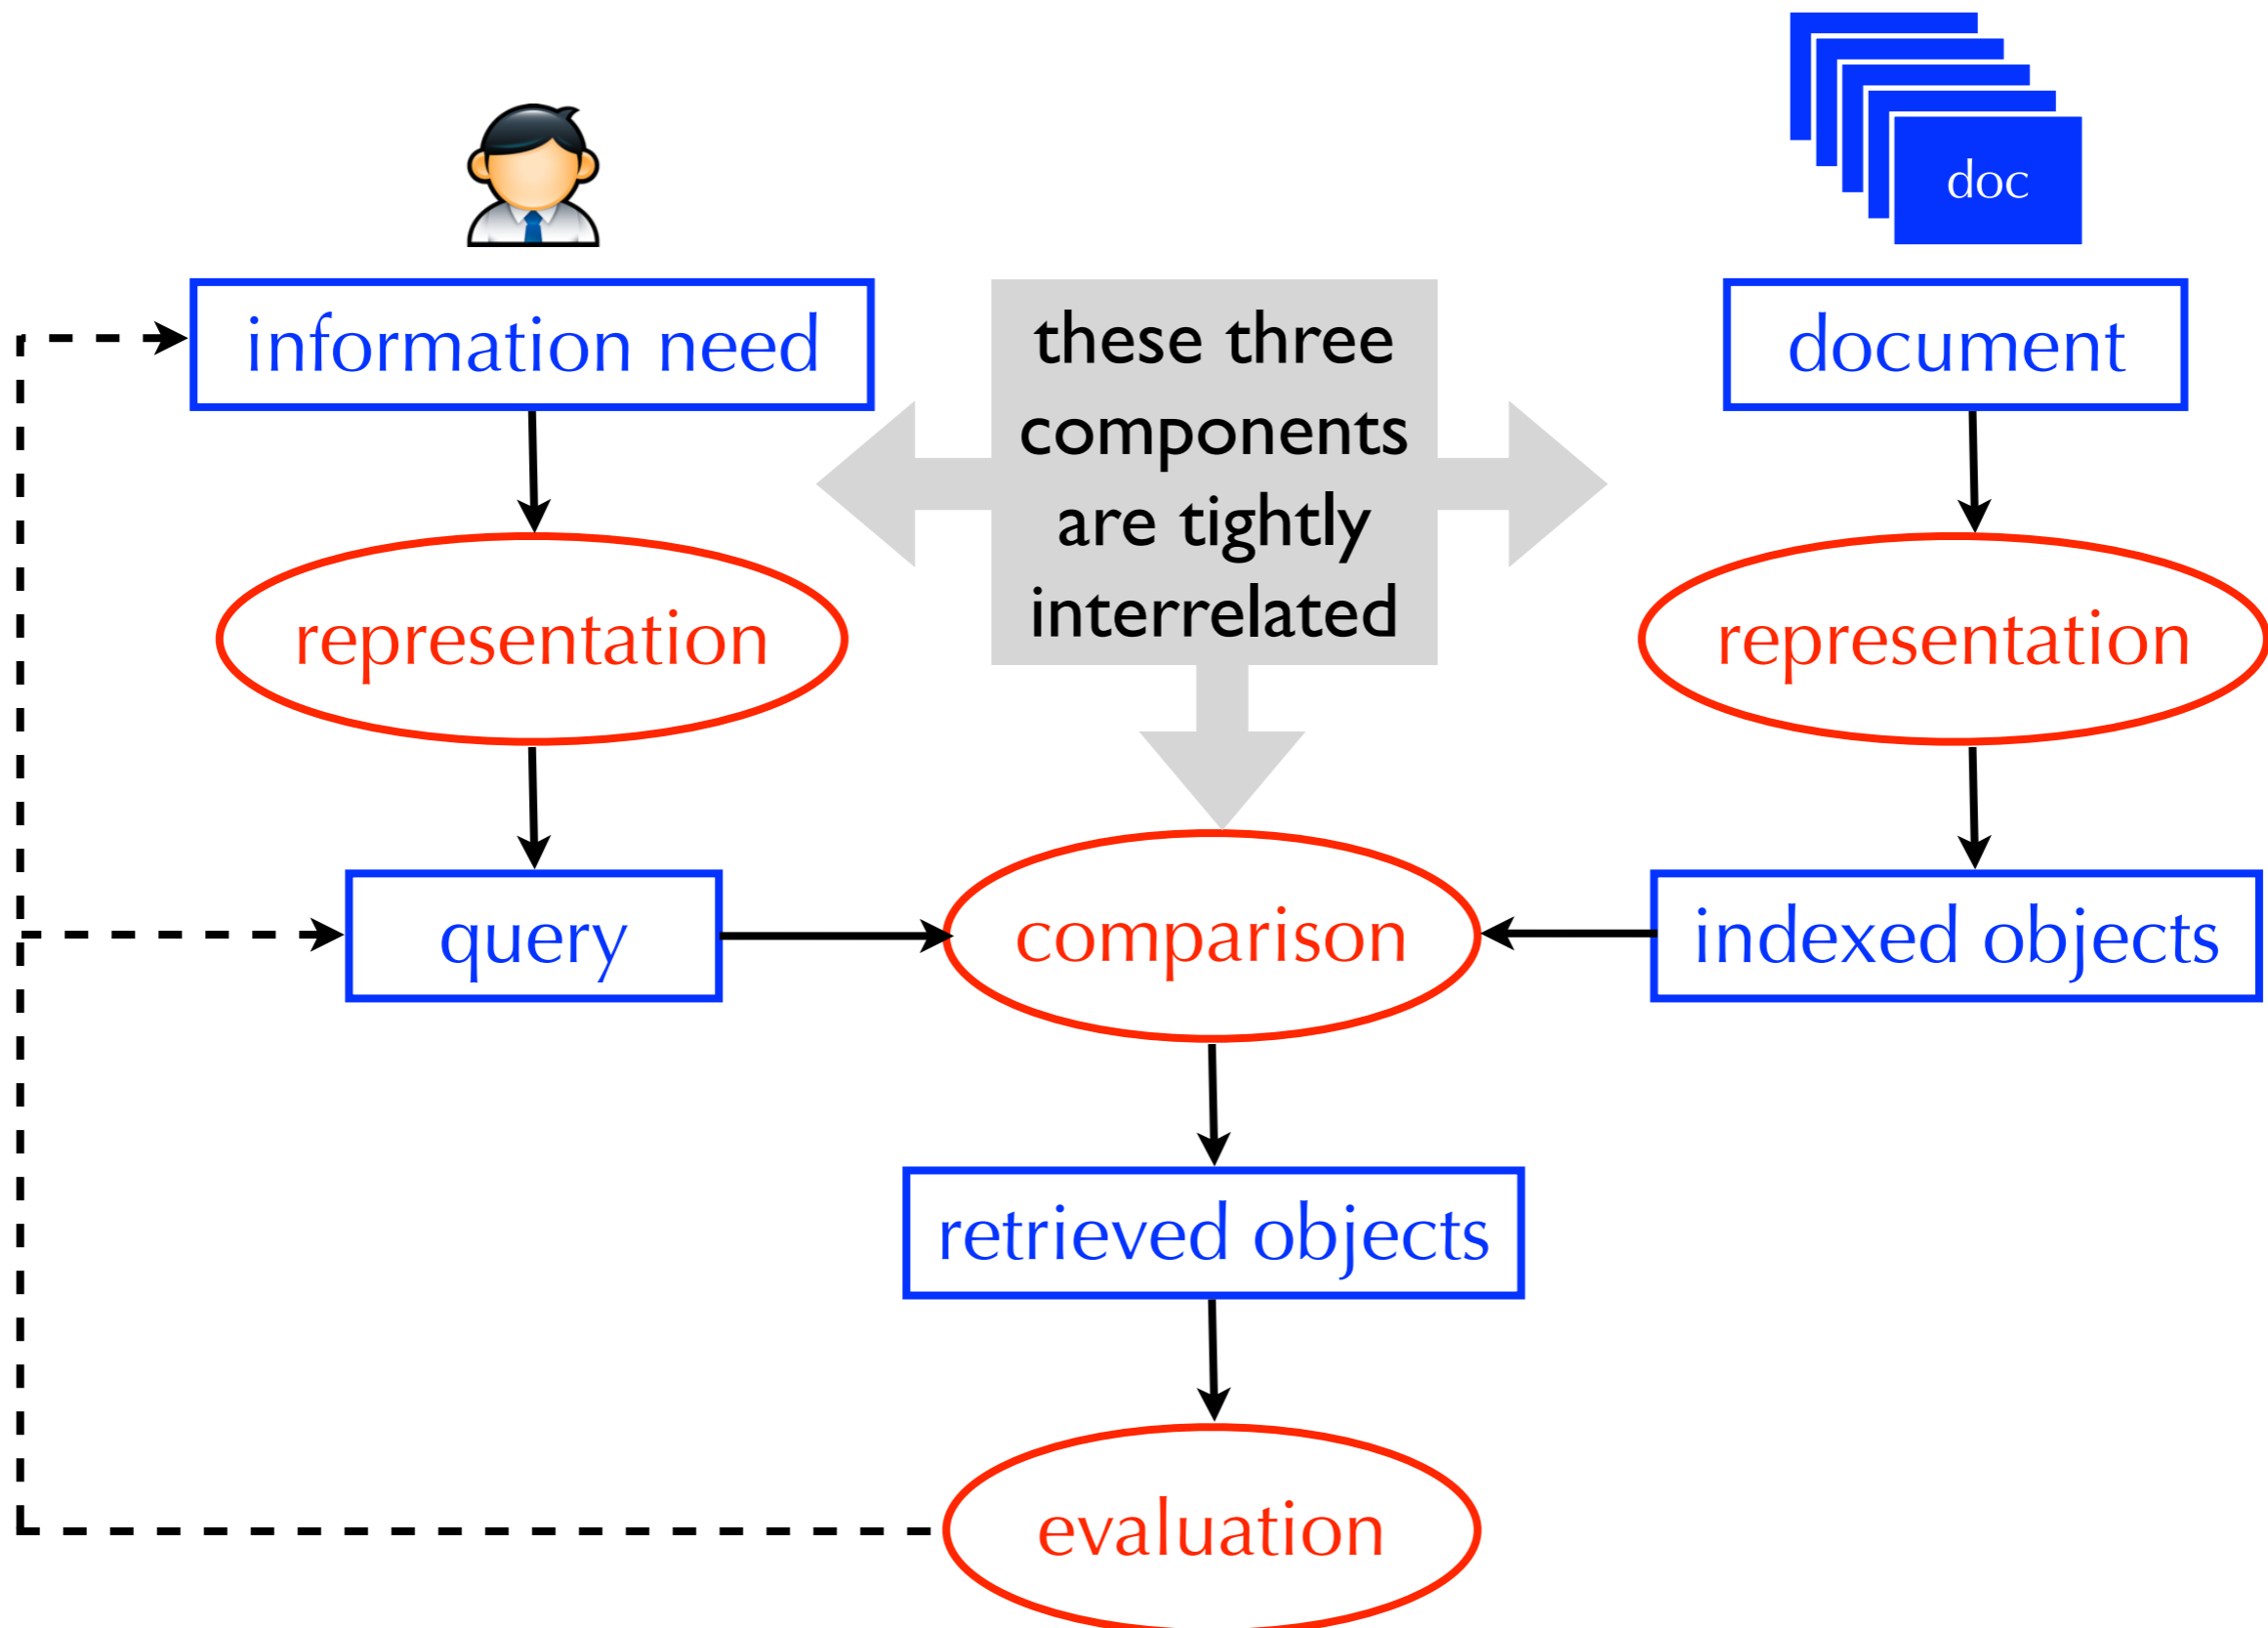 doc
information need
these three
components
are tightly
interrelated
document
representation
representation
query
comparison
indexed objects
retrieved objects
evaluation